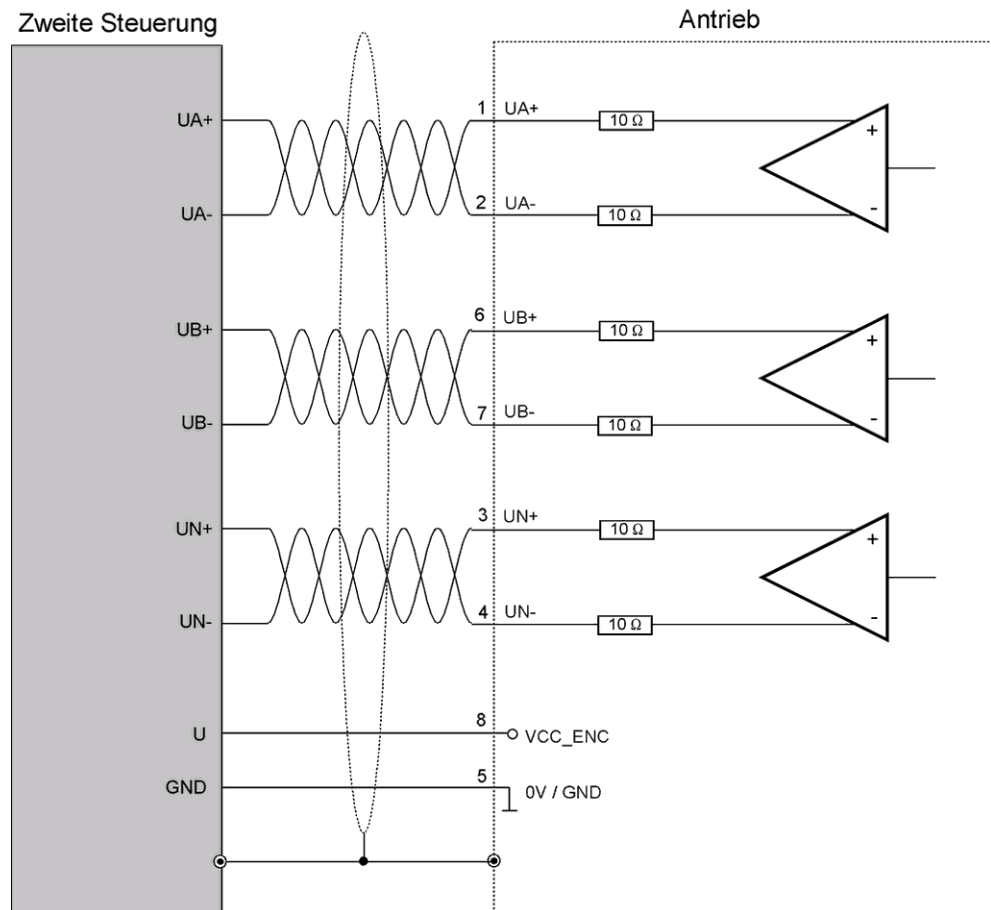 Zweite Steuerung
Antrieb
UA+
1
UA+
10 Ω
+
UA-
2
UA-
10 Ω
-
UB+
6
UB+
10 Ω
+
UB-
7
UB-
10 Ω
-
UN+
3
UN+
10 Ω
+
UN-
4
UN-
10 Ω
-
U
8
VCC_ENC
GND
5
0V / GND